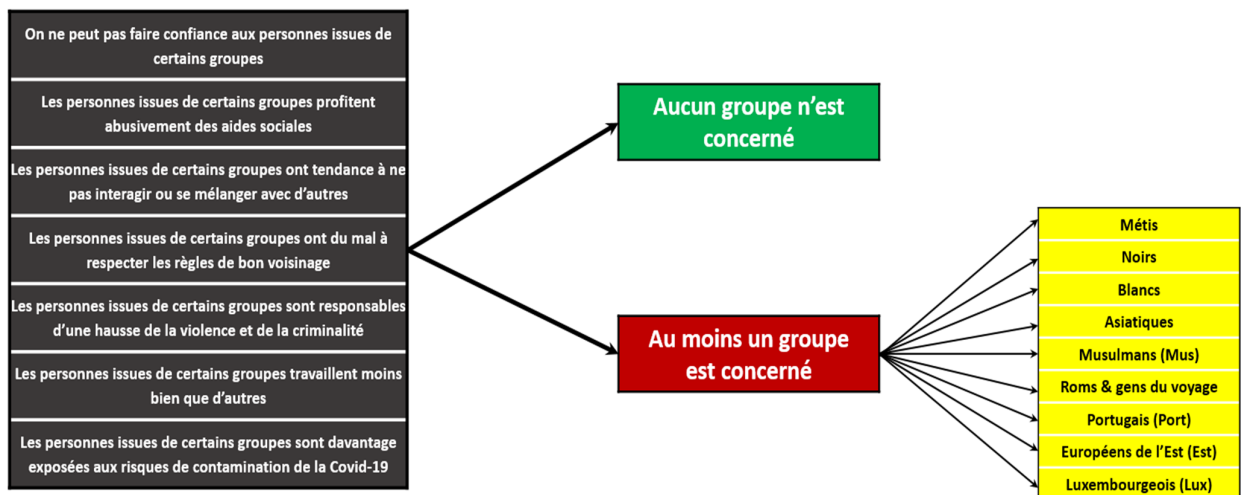 On ne peut pas faire confiance aux personnes issues de
certains groupes
Les personnes issues de certains groupes profitent
abusivement des aides sociales
Les personnes issues de certains groupes ont tendance à ne
pas interagir ou se mélanger avec d'autres
Les personnes issues de certains groupes ont du mal à
respecter les règles de bon voisinage
Les personnes issues de certains groupes sont responsables
d'une hausse de la violence et de la criminalité
Les personnes issues de certains groupes travaillent moins
bien que d'autres
Les personnes issues de certains groupes sont davantage
exposées aux risques de contamination de la Covid-19
Aucun groupe n'est
concerné
Au moins un groupe
est concerné
Métis
Noirs
Blancs
Asiatiques
Musulmans (Mus)
Roms & gens du voyage
Portugais (Port)
Européens de l'Est (Est)
Luxembourgeois (Lux)